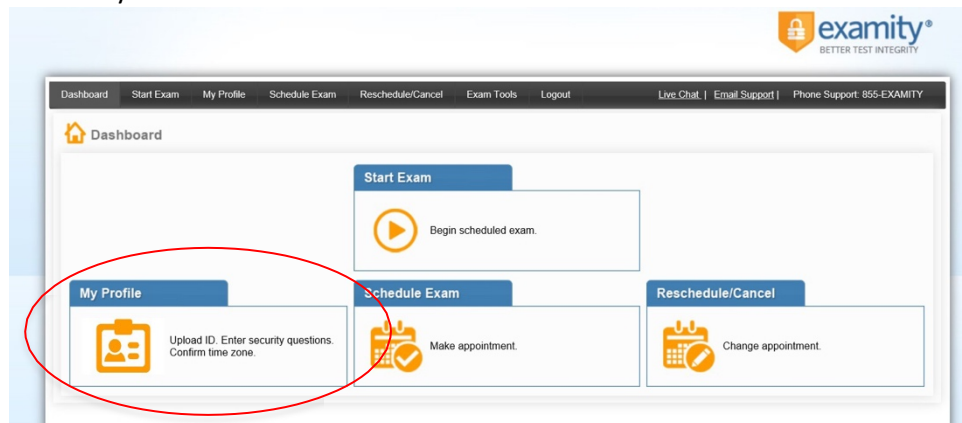 examity®
BETTER TEST INTEGRITY
Dashboard Start Exam My Profile Schedule Exam Reschedule/Cancel Exam Tools Logout Live Chat | Email Support | Phone Support: 855-EXAMITY
Dashboard
Start Exam
Begin scheduled exam.
My Profile
Upload ID. Enter security questions.
Confirm time zone.
Schedule Exam
Make appointment.
Reschedule/Cancel
Change appointment.